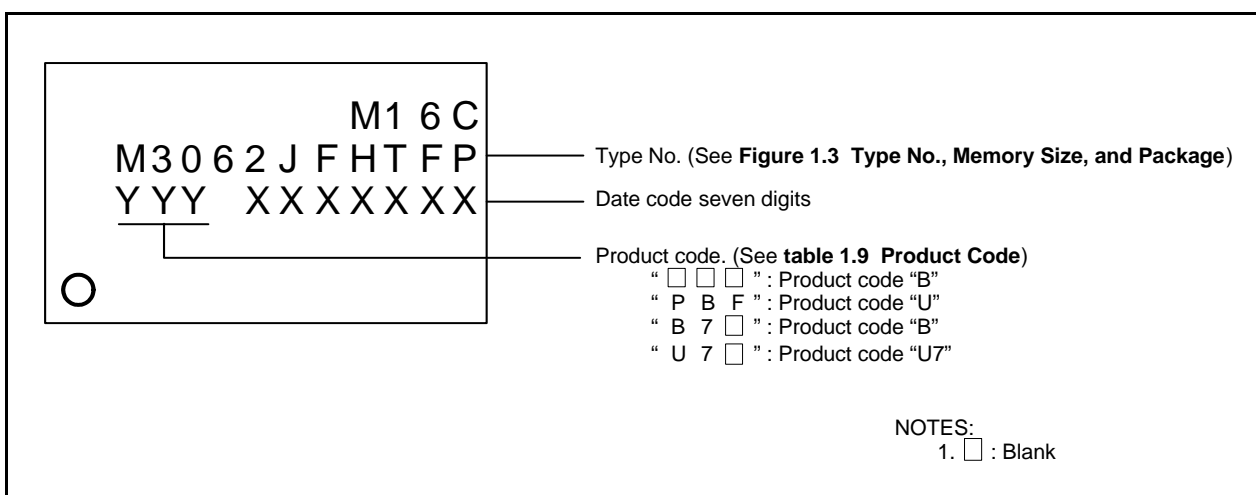 M16C
M3062JFHTFP
Type No. (See Figure 1.3 Type No., Memory Size, and Package)
YYY XXXXXXX
Date code seven digits
Product code. (See table 1.9 Product Code)
“ □ □ □ ” : Product code “B”
“ P B F ” : Product code “U”
“ B 7 □ ” : Product code “B”
“ U 7 □ ” : Product code “U7”
NOTES:
1. □ : Blank